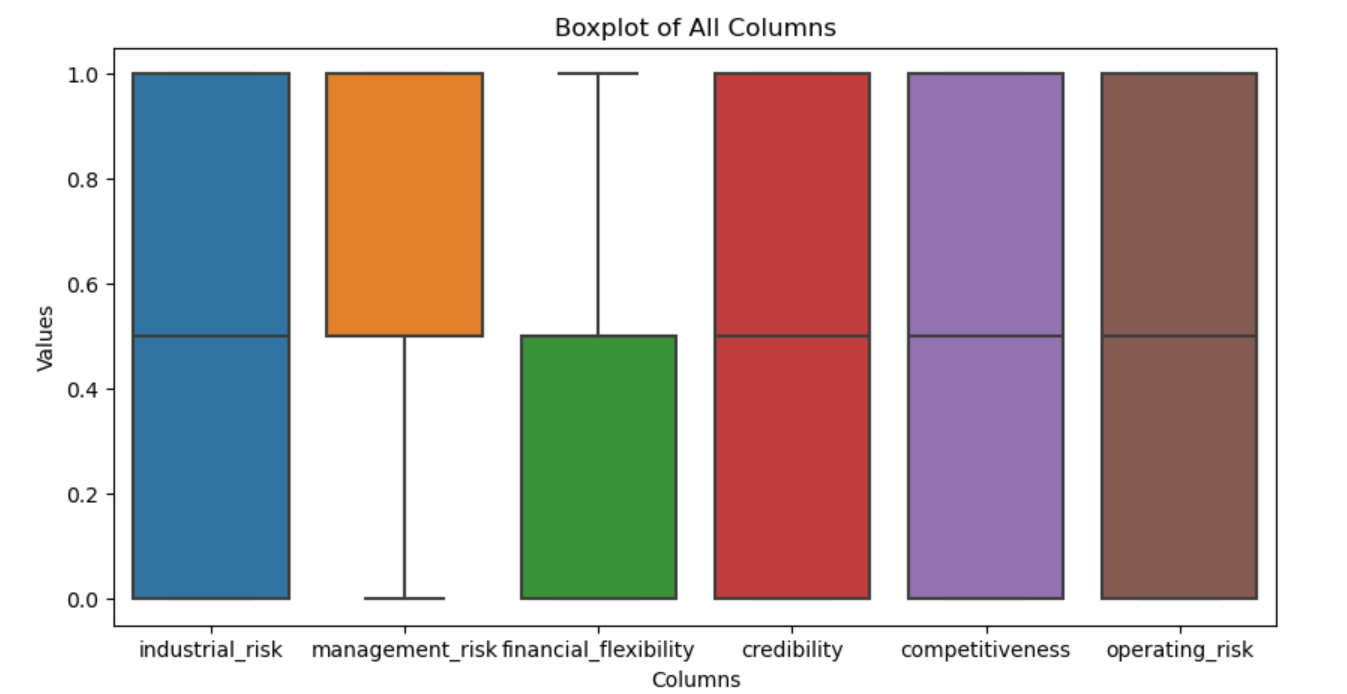 Boxplot of All Columns
1.0
0.8
0.6
0.4
0.2
0.0
Values
industrial_risk management_risk financial_flexibility credibility competitiveness operating_risk
Columns